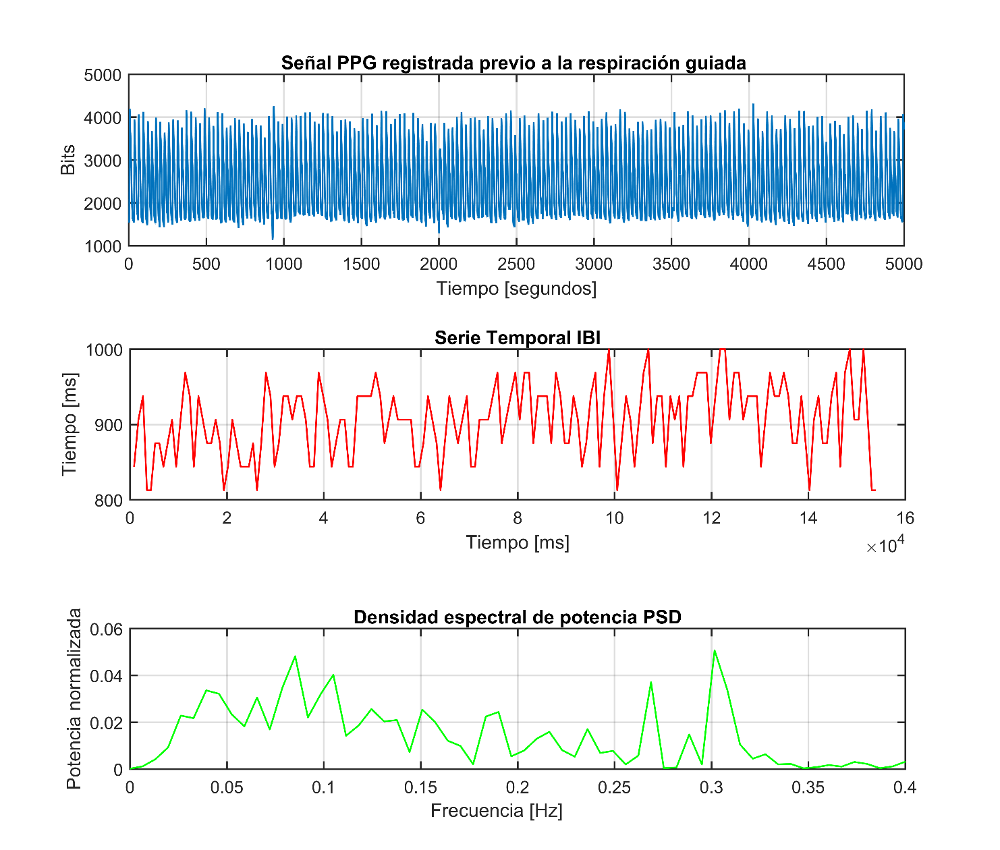 Señal PPG registrada previo a la respiración guiada
5000
4000
3000
2000
1000
Bits
0 500 1000 1500 2000 2500 3000 3500 4000 4500 5000
Tiempo [segundos]
Serie Temporal IBI
1000
900
800
Tiempo [ms]
0 2 4 6 8 10 12 14 16
×10^4
Tiempo [ms]
Densidad espectral de potencia PSD
0.06
0.04
0.02
0
Potencia normalizada
0 0.05 0.1 0.15 0.2 0.25 0.3 0.35 0.4
Frecuencia [Hz]